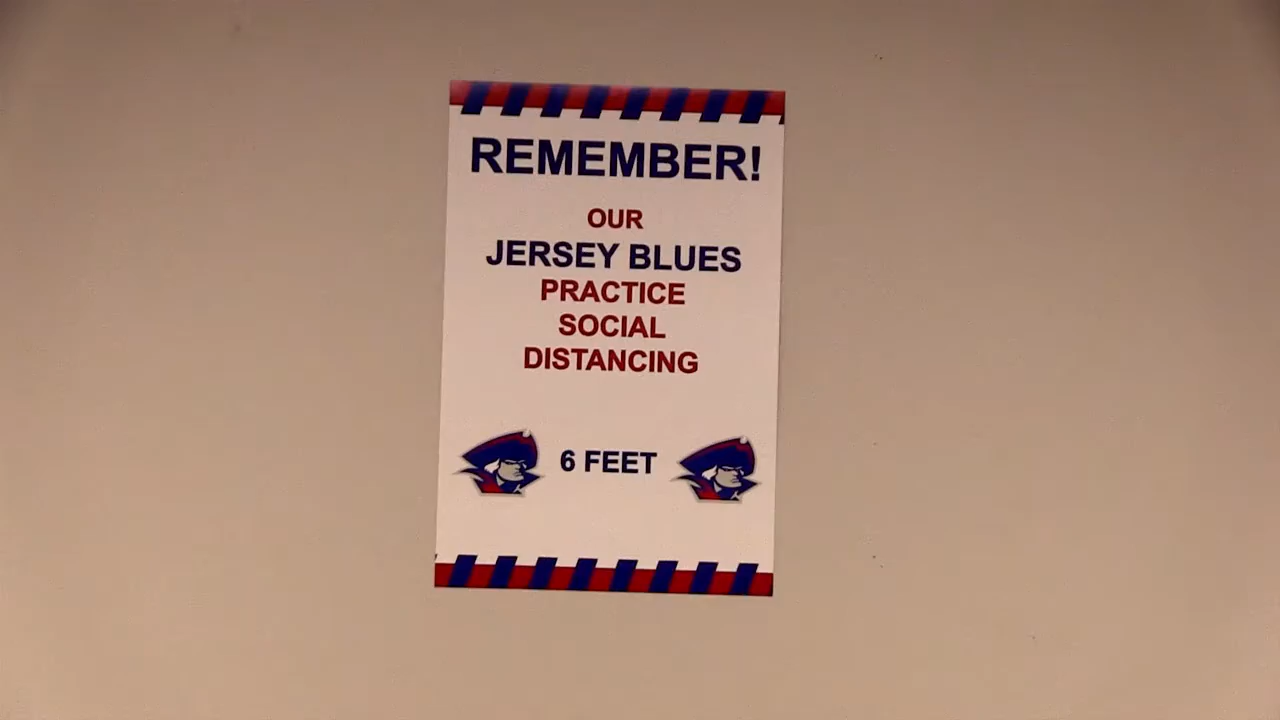 REMEMBER!
OUR
JERSEY BLUES
PRACTICE
SOCIAL
DISTANCING
6 FEET